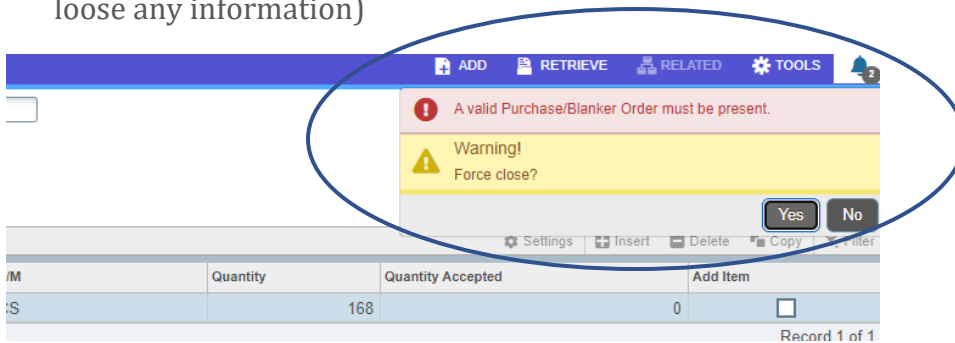 loose any information)
ADD RETRIEVE RELATED TOOLS 2
A valid Purchase/Blanker Order must be present.
Warning!
Force close?
Yes No
Settings Insert Delete Copy Filter
/M Quantity Quantity Accepted Add Item
CS 168 0
Record 1 of 1